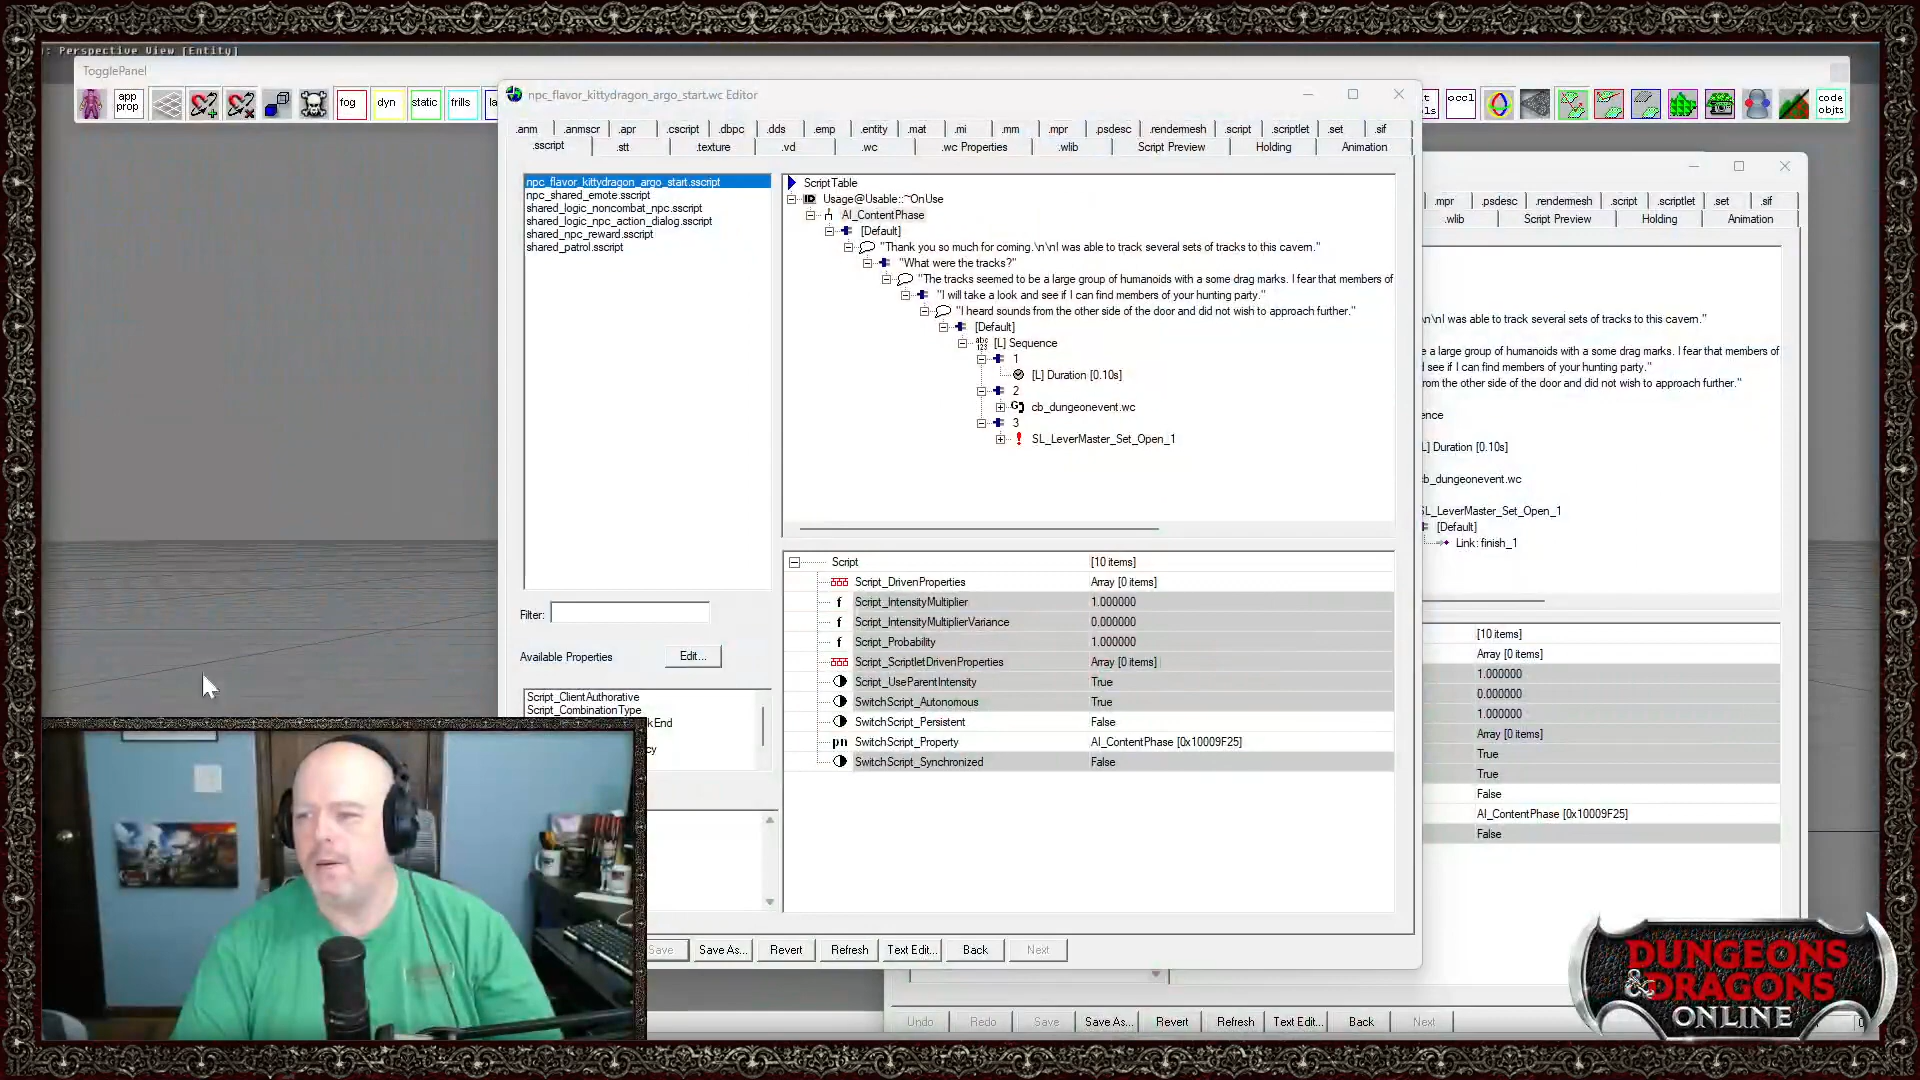 : Perspective View [Entity]
TogglePanel
app prop
fog
dyn
static
frills
occl
code objts
npc_flavor_kittydragon_argo_start.wc Editor
.anm .anmscr .apr .cscript .dbpc .dds .emp .entity .mat .mi .mm .mpr .psdesc .rendermesh .script .scriptlet .set .sif
.sscript .stt .texture .vd .wc .wc Properties .wlib Script Preview Holding Animation
npc_flavor_kittydragon_argo_start.sscript
npc_shared_emote.sscript
shared_logic_noncombat_npc.sscript
shared_logic_npc_action_dialog.sscript
shared_npc_reward.sscript
shared_patrol.sscript
Filter:
Available Properties
Edit...
Script_ClientAuthorative
Script_CombinationType
kEnd
cy
ScriptTable
Usage@Usable::~OnUse
AI_ContentPhase
[Default]
"Thank you so much for coming.\n\nI was able to track several sets of tracks to this cavern."
"What were the tracks?"
"The tracks seemed to be a large group of humanoids with a some drag marks. I fear that members of
"I will take a look and see if I can find members of your hunting party."
"I heard sounds from the other side of the door and did not wish to approach further."
[Default]
[L] Sequence
1
[L] Duration [0.10s]
2
cb_dungeonevent.wc
3
SL_LeverMaster_Set_Open_1
Script [10 items]
Script_DrivenProperties Array [0 items]
Script_IntensityMultiplier 1.000000
Script_IntensityMultiplierVariance 0.000000
Script_Probability 1.000000
Script_ScriptletDrivenProperties Array [0 items]
Script_UseParentIntensity True
SwitchScript_Autonomous True
SwitchScript_Persistent False
SwitchScript_Property AI_ContentPhase [0x10009F25]
SwitchScript_Synchronized False
Save Save As... Revert Refresh Text Edit... Back Next
.mpr .psdesc .rendermesh .script .scriptlet .set .sif
.wlib Script Preview Holding Animation
\n\nI was able to track several sets of tracks to this cavern."
e a large group of humanoids with a some drag marks. I fear that members of
see if I can find members of your hunting party."
om the other side of the door and did not wish to approach further."
ence
L] Duration [0.10s]
cb_dungeonevent.wc
SL_LeverMaster_Set_Open_1
[Default]
Link: finish_1
[10 items]
Array [0 items]
1.000000
0.000000
1.000000
Array [0 items]
True
True
False
AI_ContentPhase [0x10009F25]
False
Undo Redo Save Save As... Revert Refresh Text Edit... Back Next
DUNGEONS
& DRAGONS
ONLINE